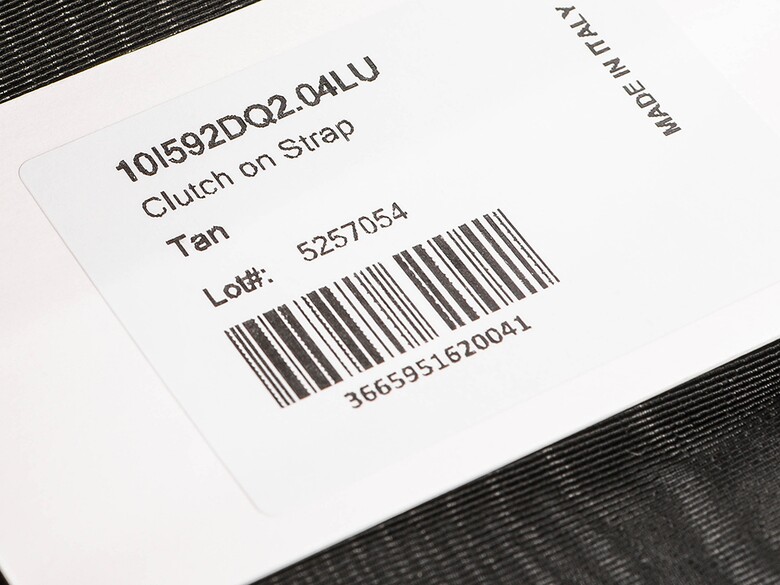 10I592DQ2.04LU
Clutch on Strap
Tan
Lot#: 5257054
3665951620041
MADE IN ITALY